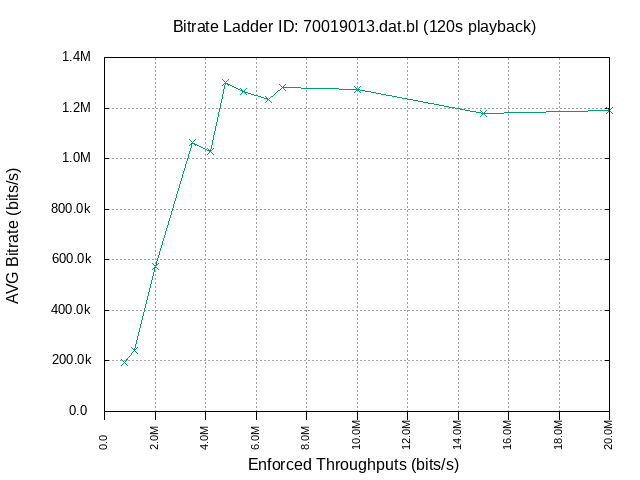 Bitrate Ladder ID: 70019013.dat.bl (120s playback)
1.4M
1.2M
1.0M
800.0k
600.0k
400.0k
200.0k
0.0
AVG Bitrate (bits/s)
0.0 2.0M 4.0M 6.0M 8.0M 10.0M 12.0M 14.0M 16.0M 18.0M 20.0M
Enforced Throughputs (bits/s)